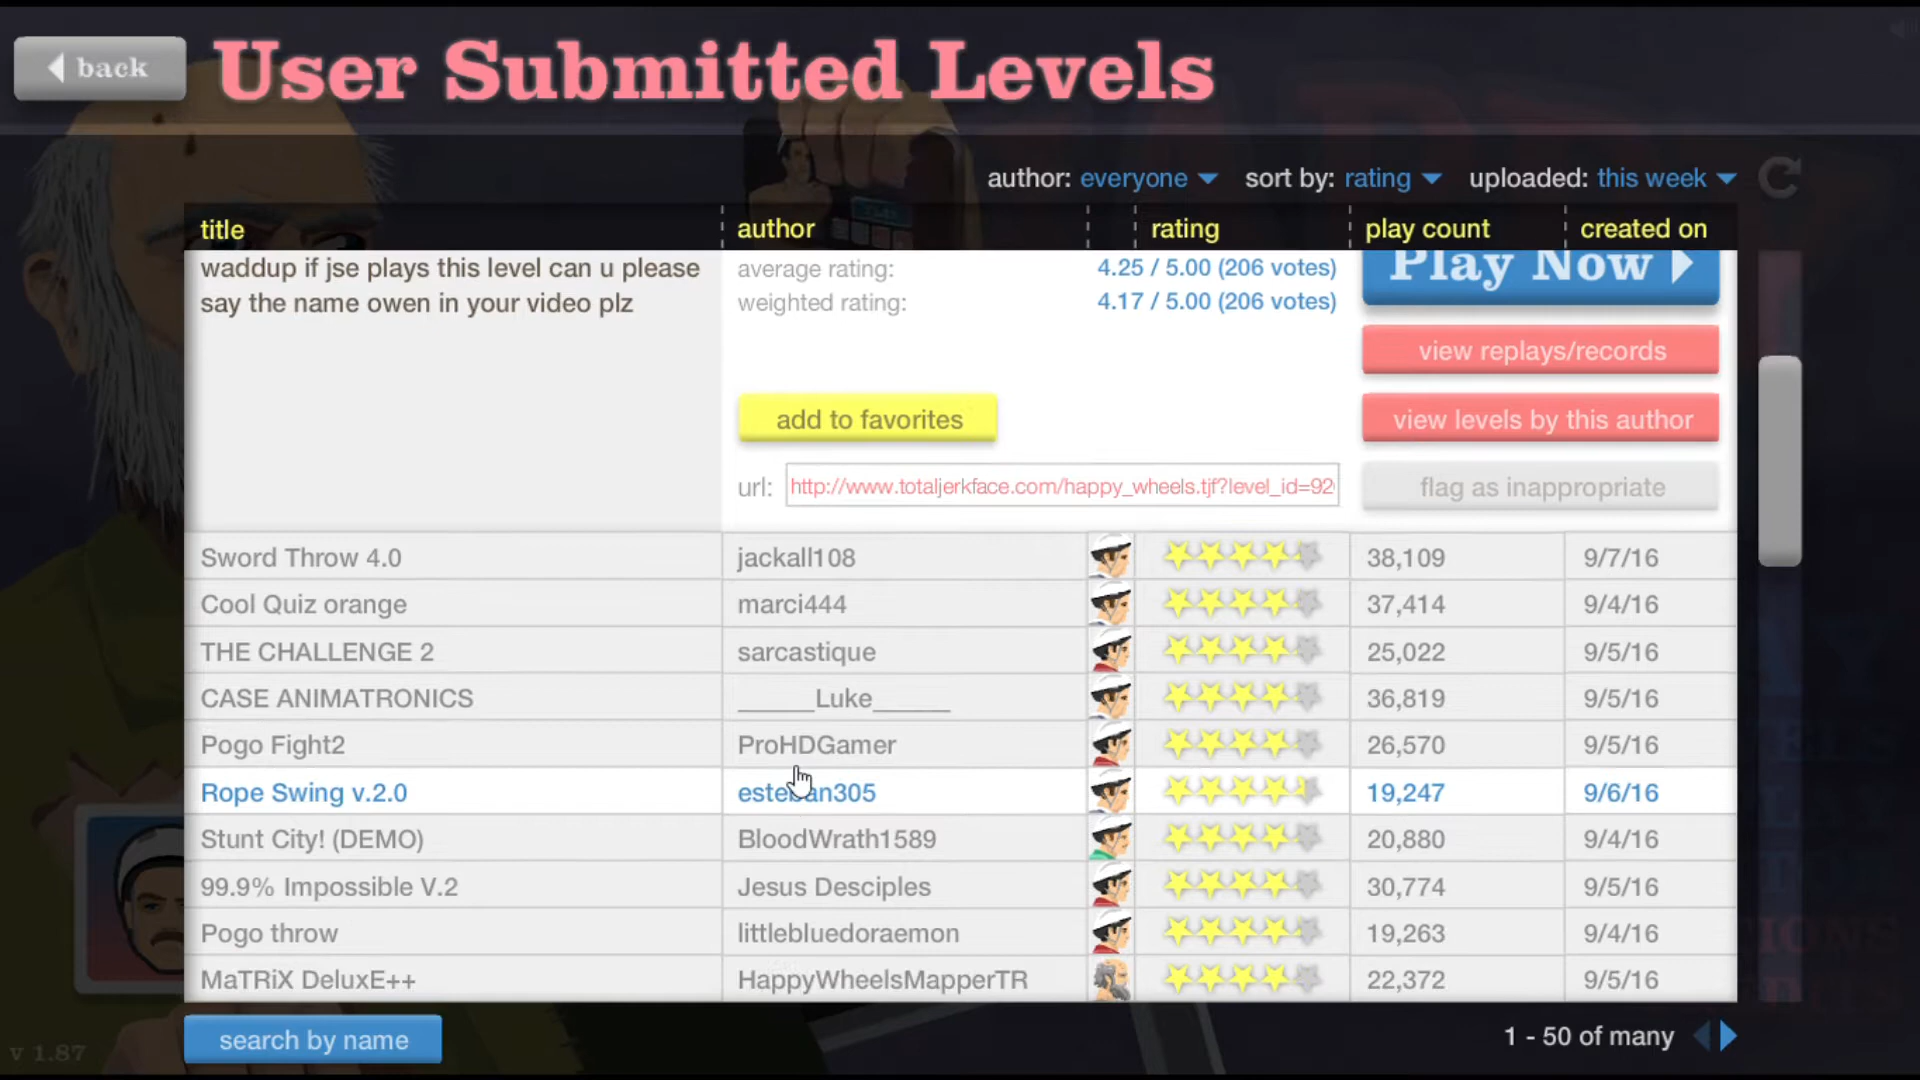 back
User Submitted Levels
author: everyone sort by: rating uploaded: this week
title author rating play count created on
waddup if jse plays this level can u please
say the name owen in your video plz
average rating: 4.25 / 5.00 (206 votes)
weighted rating: 4.17 / 5.00 (206 votes)
Play Now
view replays/records
add to favorites
view levels by this author
url: http://www.totaljerkface.com/happy_wheels.tjf?level_id=92
flag as inappropriate
Sword Throw 4.0 jackall108 38,109 9/7/16
Cool Quiz orange marci444 37,414 9/4/16
THE CHALLENGE 2 sarcastique 25,022 9/5/16
CASE ANIMATRONICS ______Luke______ 36,819 9/5/16
Pogo Fight2 ProHDGamer 26,570 9/5/16
Rope Swing v.2.0 esteban305 19,247 9/6/16
Stunt City! (DEMO) BloodWrath1589 20,880 9/4/16
99.9% Impossible V.2 Jesus Desciples 30,774 9/5/16
Pogo throw littlebluedoraemon 19,263 9/4/16
MaTRiX DeluxE++ HappyWheelsMapperTR 22,372 9/5/16
search by name
1 - 50 of many
v 1.87